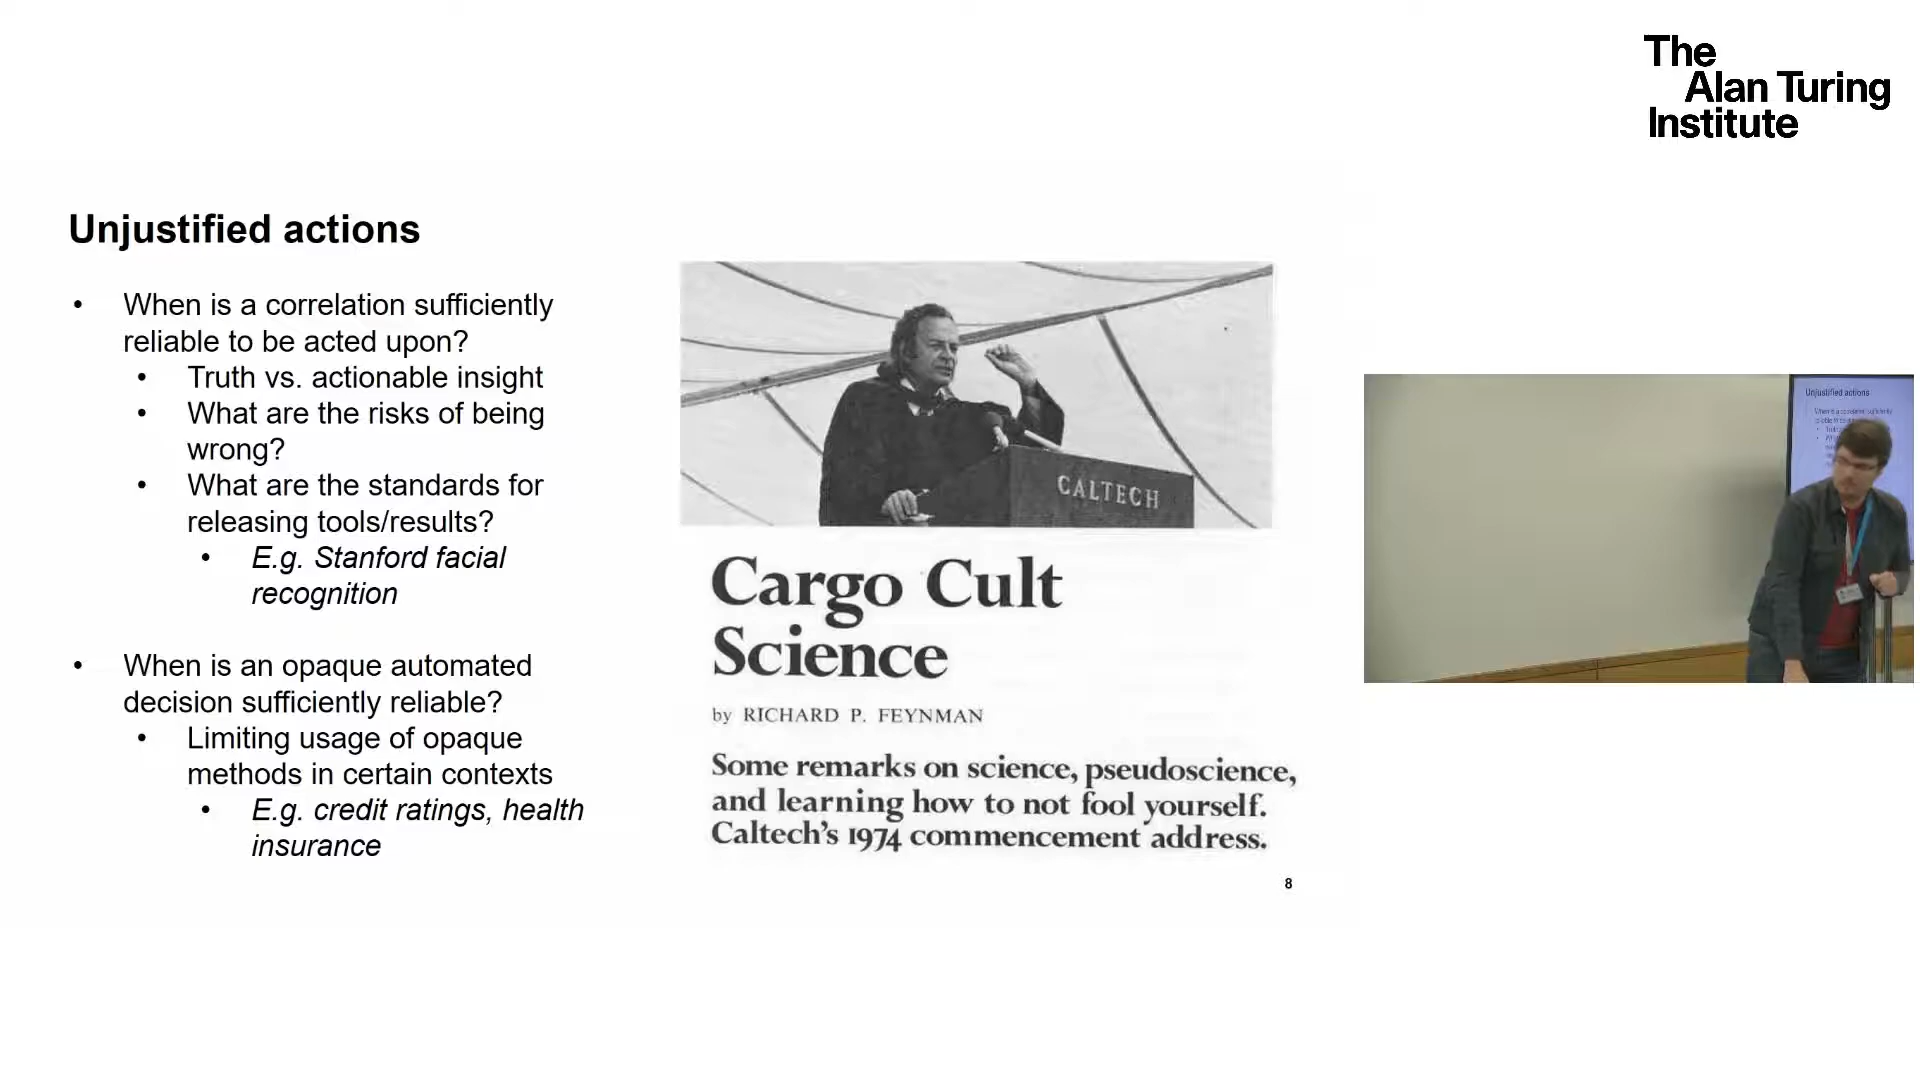 The
Alan Turing
Institute
Unjustified actions
• When is a correlation sufficiently
reliable to be acted upon?
• Truth vs. actionable insight
• What are the risks of being
wrong?
• What are the standards for
releasing tools/results?
• E.g. Stanford facial
recognition
• When is an opaque automated
decision sufficiently reliable?
• Limiting usage of opaque
methods in certain contexts
• E.g. credit ratings, health
insurance
CALTECH
Cargo Cult
Science
by RICHARD P. FEYNMAN
Some remarks on science, pseudoscience,
and learning how to not fool yourself.
Caltech's 1974 commencement address.
8
Unjustified actions